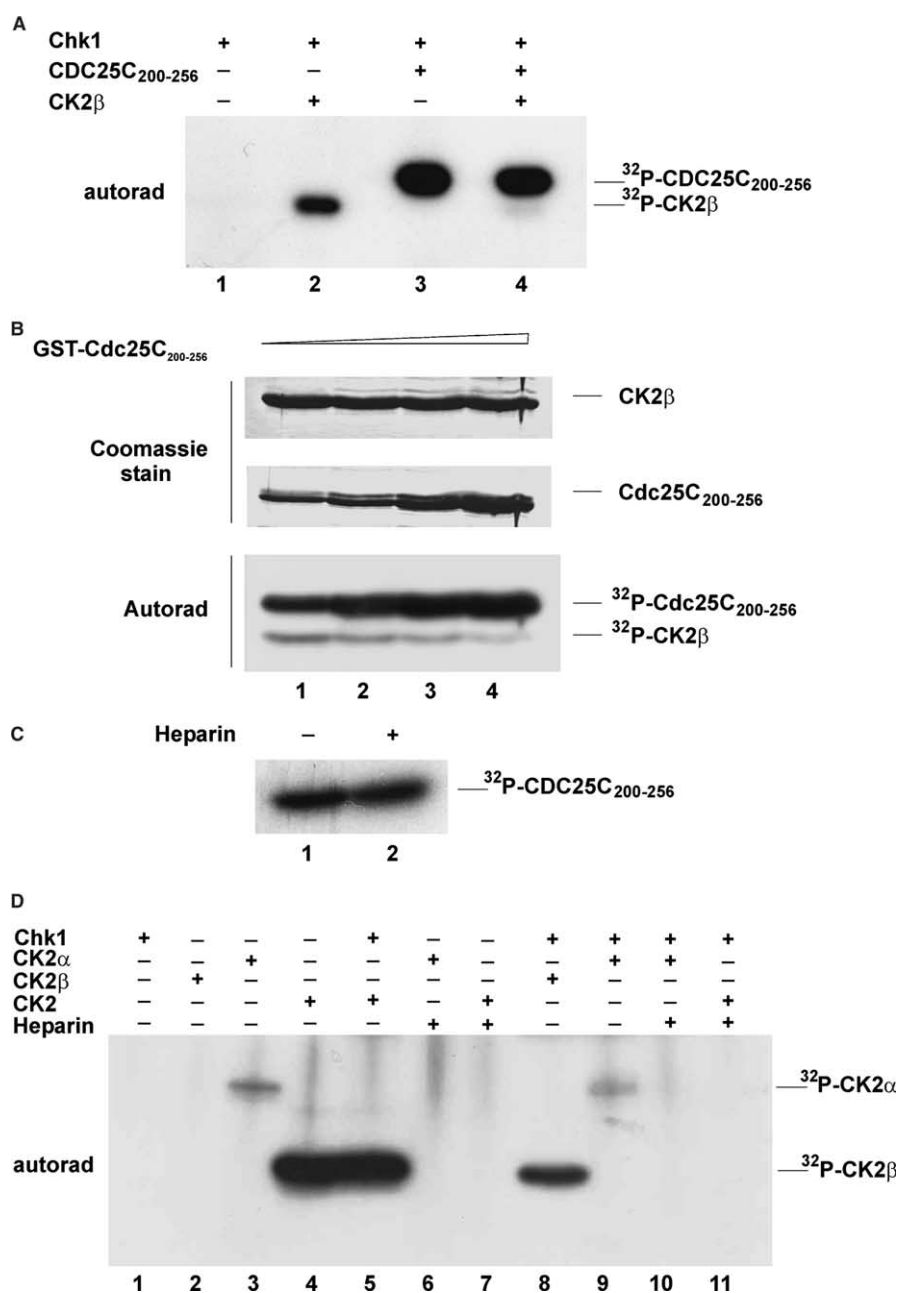 A
Chk1 + + + +
CDC25C200-256 – – + +
CK2β – + – +
autorad
32P-CDC25C200-256
32P-CK2β
1 2 3 4
B
GST-Cdc25C200-256
CK2β
Coomassie
stain
Cdc25C200-256
Autorad
32P-Cdc25C200-256
32P-CK2β
1 2 3 4
C
Heparin – +
32P-CDC25C200-256
1 2
D
Chk1 + – – – + – – + + + +
CK2α – – + – – + – – + + –
CK2β – + – – – – – + – – –
CK2 – – – + + – + – – – +
Heparin – – – – – + + – – + +
32P-CK2α
autorad
32P-CK2β
1 2 3 4 5 6 7 8 9 10 11